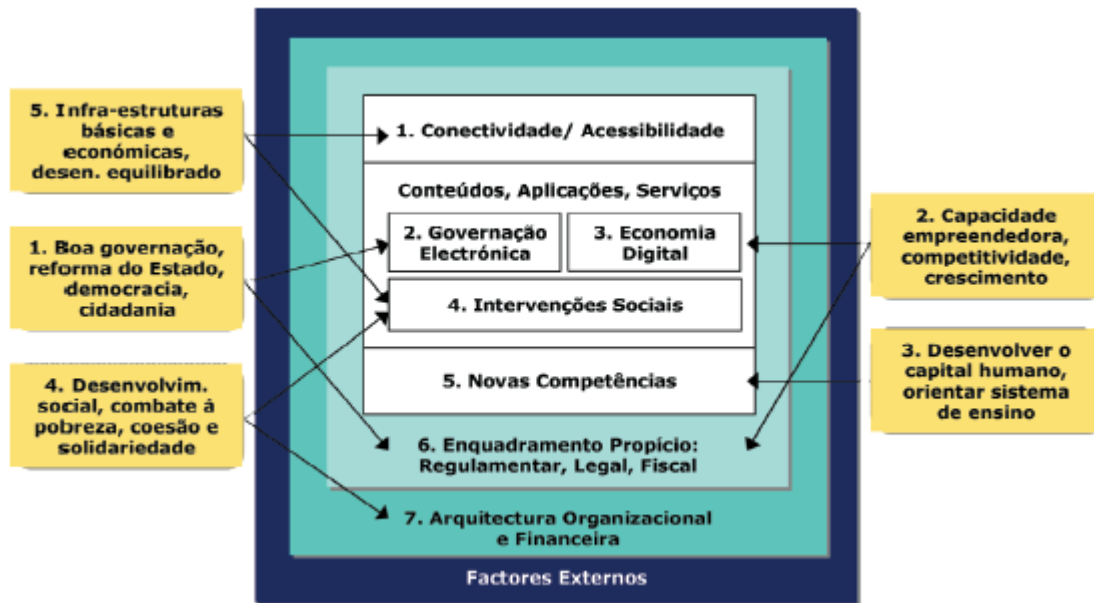 5. Infra-estruturas
básicas e
económicas,
desen. equilibrado
1. Boa governação,
reforma do Estado,
democracia,
cidadania
4. Desenvolvim.
social, combate á
pobreza, coesão e
solidariedade
1. Conectividade/ Acessibilidade
Conteúdos, Aplicações, Serviços
2. Governação
Electrónica
3. Economia
Digital
4. Intervenções Sociais
5. Novas Competências
6. Enquadramento Propício:
Regulamentar, Legal, Fiscal
7. Arquitectura Organizacional
e Financeira
Factores Externos
2. Capacidade
empreendedora,
competitividade,
crescimento
3. Desenvolver o
capital humano,
orientar sistema
de ensino